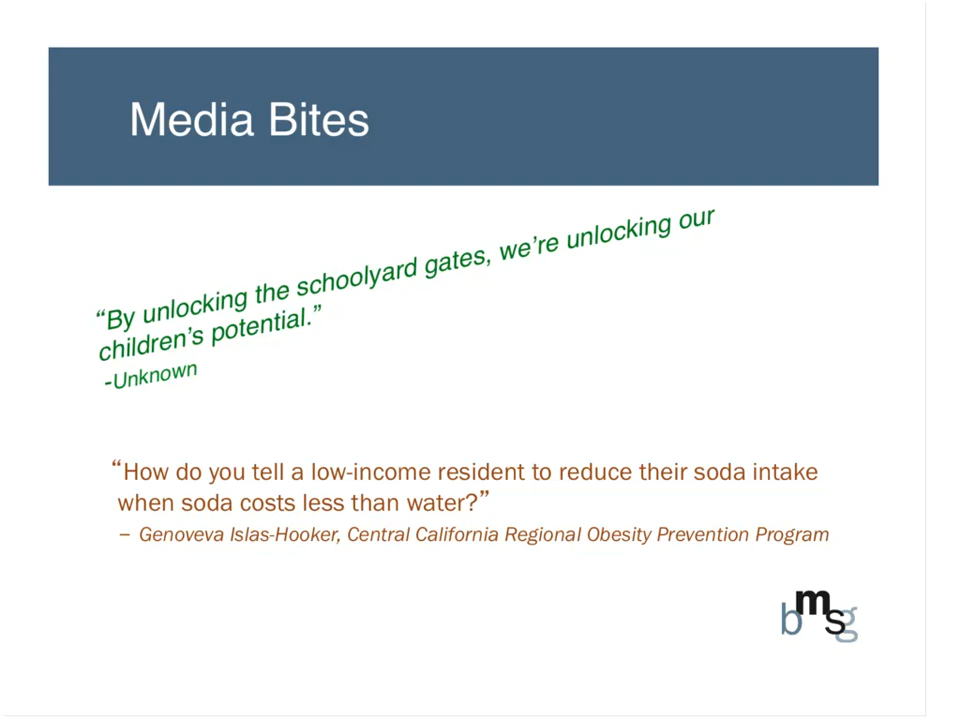 Media Bites
“By unlocking the schoolyard gates, we’re unlocking our
children’s potential.”
-Unknown
“How do you tell a low-income resident to reduce their soda intake
when soda costs less than water?”
– Genoveva Islas-Hooker, Central California Regional Obesity Prevention Program
bmsg